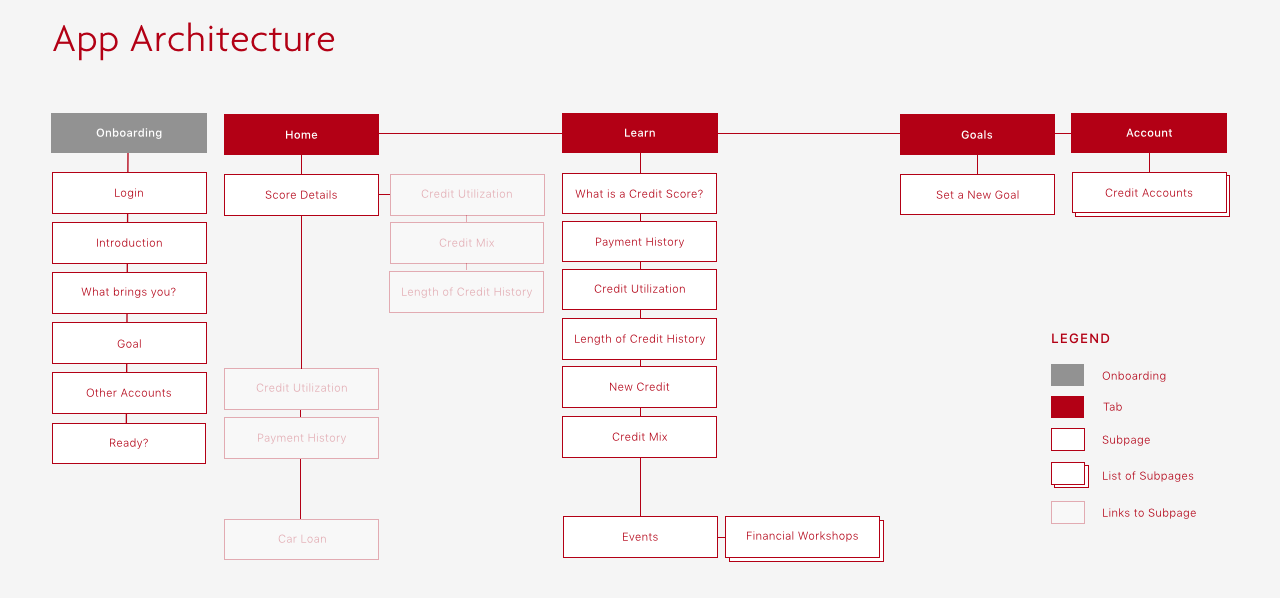 App Architecture
Onboarding
Login
Introduction
What brings you?
Goal
Other Accounts
Ready?
Home
Score Details
Credit Utilization
Credit Mix
Length of Credit History
Credit Utilization
Payment History
Car Loan
Learn
What is a Credit Score?
Payment History
Credit Utilization
Length of Credit History
New Credit
Credit Mix
Events
Financial Workshops
Goals
Set a New Goal
Account
Credit Accounts
LEGEND
Onboarding
Tab
Subpage
List of Subpages
Links to Subpage